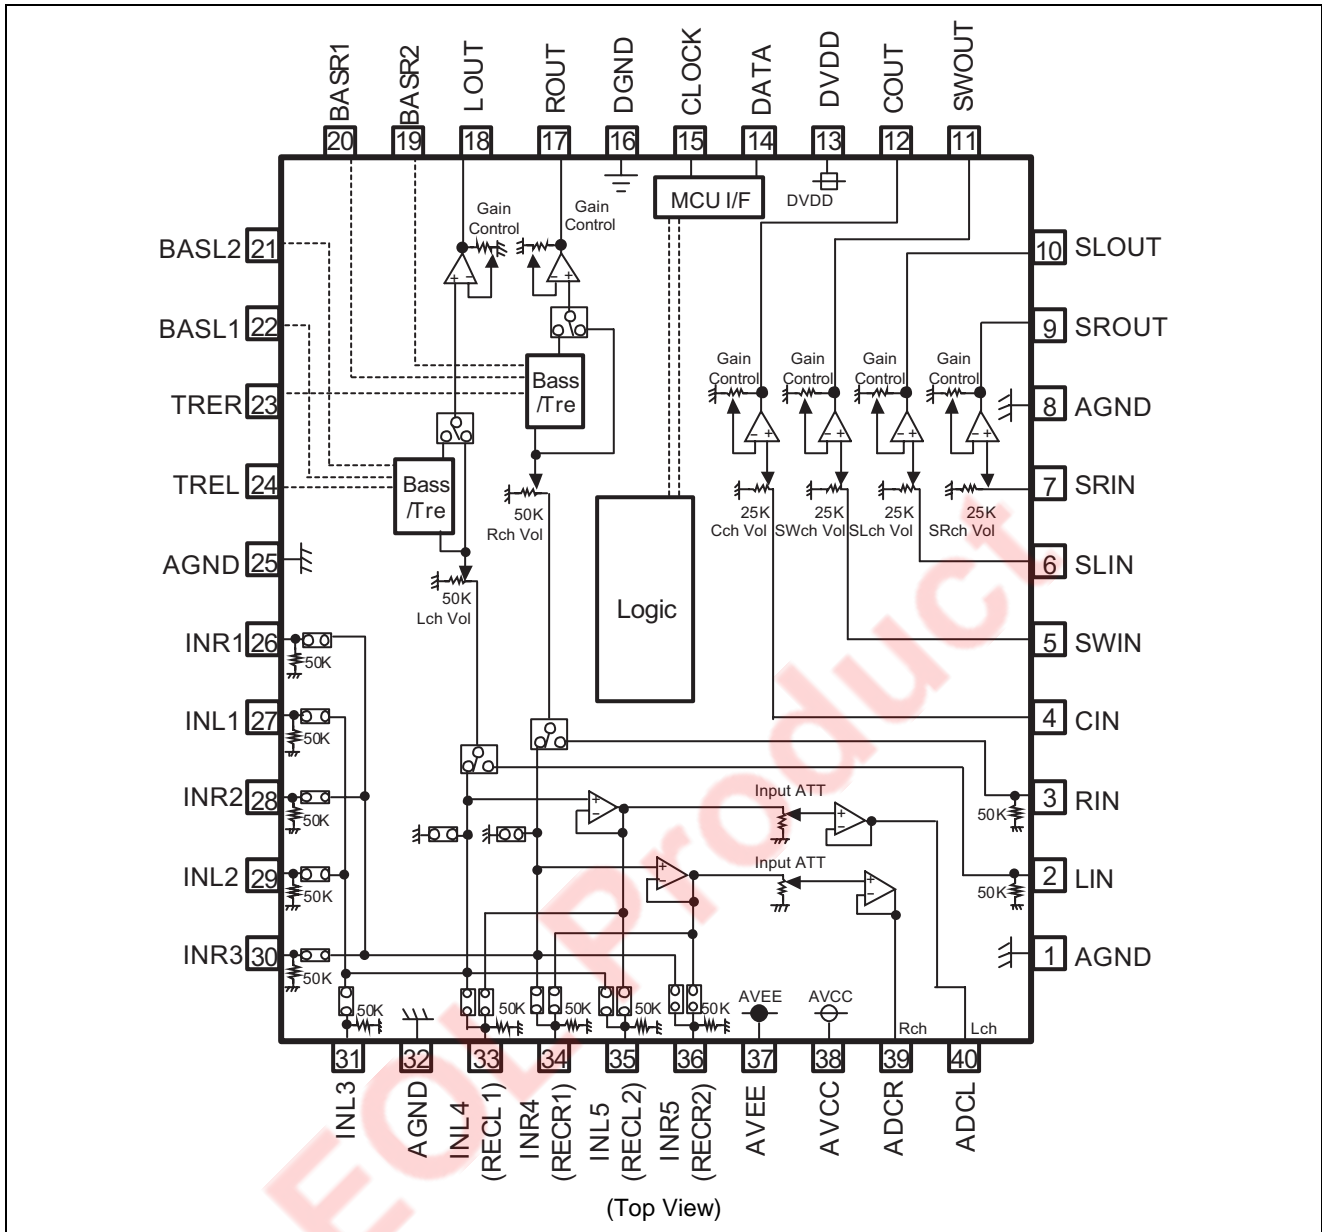 BASR1
BASR2
LOUT
ROUT
DGND
CLOCK
DATA
DVDD
COUT
SWOUT
20
19
18
17
16
15
14
13
12
11
MCU I/F
DVDD
Gain
Control
Gain
Control
BASL2 21
10 SLOUT
BASL1 22
9 SROUT
Bass
/Tre
Gain
Control
Gain
Control
Gain
Control
Gain
Control
TRER 23
8 AGND
TREL 24
Bass
/Tre
50K
Rch Vol
25K
Cch Vol
25K
SWch Vol
25K
SLch Vol
25K
SRch Vol
7 SRIN
AGND 25
6 SLIN
50K
Lch Vol
Logic
INR1 26
50K
5 SWIN
INL1 27
50K
4 CIN
INR2 28
50K
Input ATT
50K
3 RIN
INL2 29
50K
Input ATT
50K
2 LIN
INR3 30
50K
1 AGND
50K
50K
50K
50K
50K
AVEE
AVCC
Rch
Lch
31
32
33
34
35
36
37
38
39
40
INL3
AGND
INL4
(RECL1)
INR4
(RECR1)
INL5
(RECL2)
INR5
(RECR2)
AVEE
AVCC
ADCR
ADCL
(Top View)
EOL Product